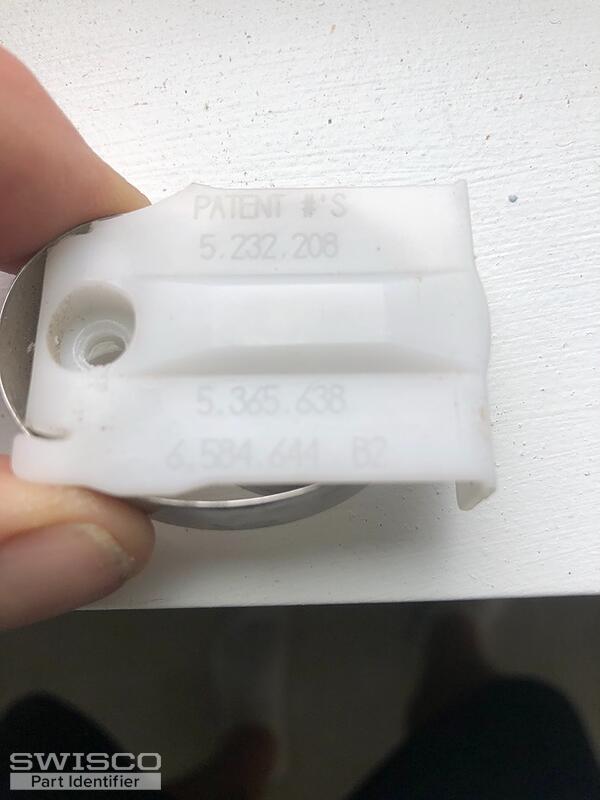 PATENT #'S
5.232.208
5.365.638
6.584.644 B2
SWISCO
Part Identifier